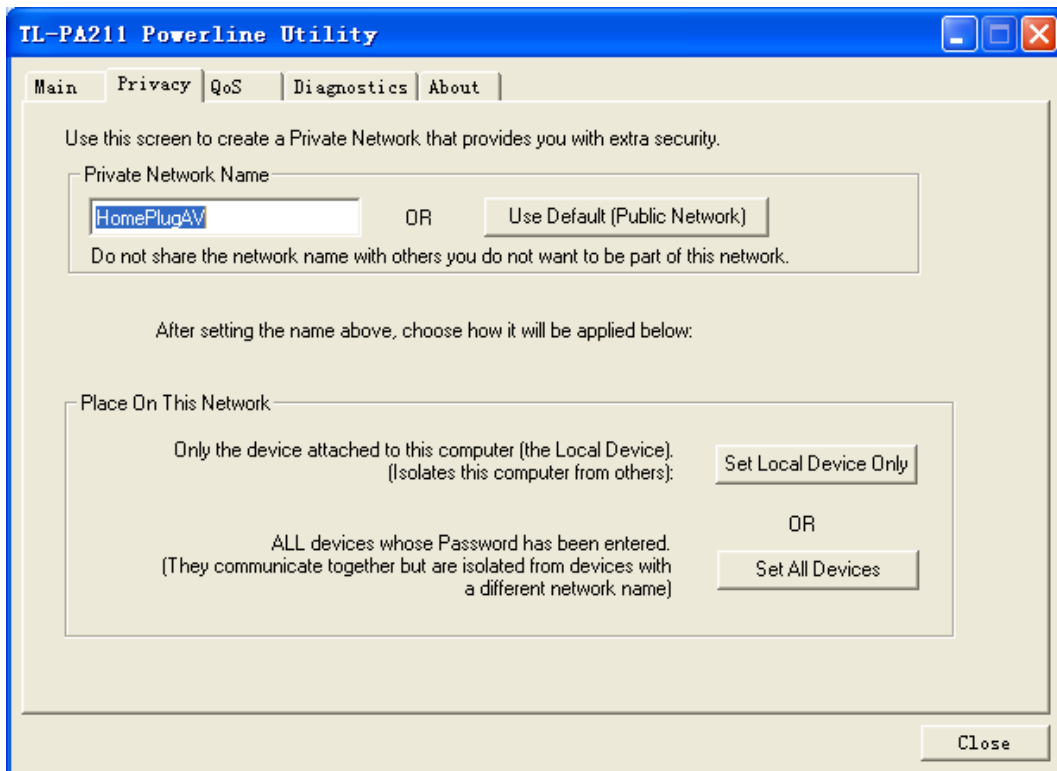 TL-PA211 Powerline Utility
Main Privacy QoS Diagnostics About
Use this screen to create a Private Network that provides you with extra security.
Private Network Name
HomePlugAV OR Use Default (Public Network)
Do not share the network name with others you do not want to be part of this network.
After setting the name above, choose how it will be applied below:
Place On This Network
Only the device attached to this computer (the Local Device).
(Isolates this computer from others):
Set Local Device Only
OR
ALL devices whose Password has been entered.
(They communicate together but are isolated from devices with
a different network name)
Set All Devices
Close